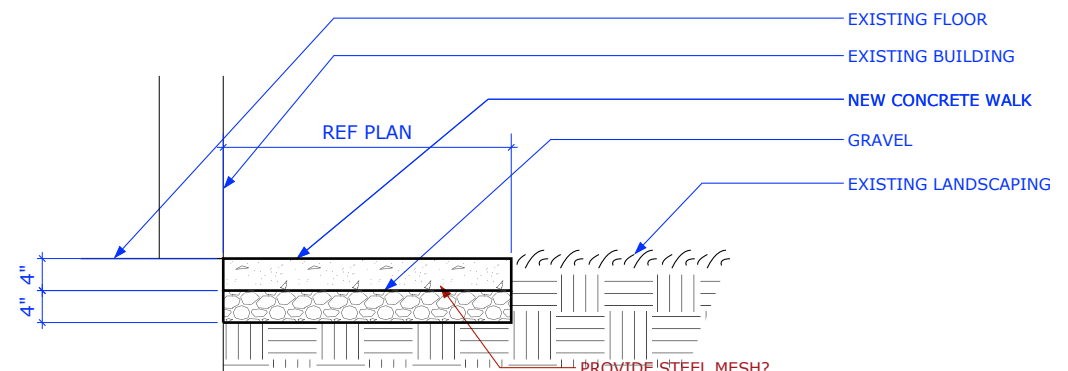 EXISTING FLOOR
EXISTING BUILDING
NEW CONCRETE WALK
REF PLAN
GRAVEL
EXISTING LANDSCAPING
4"
4"
PROVIDE STEEL MESH?